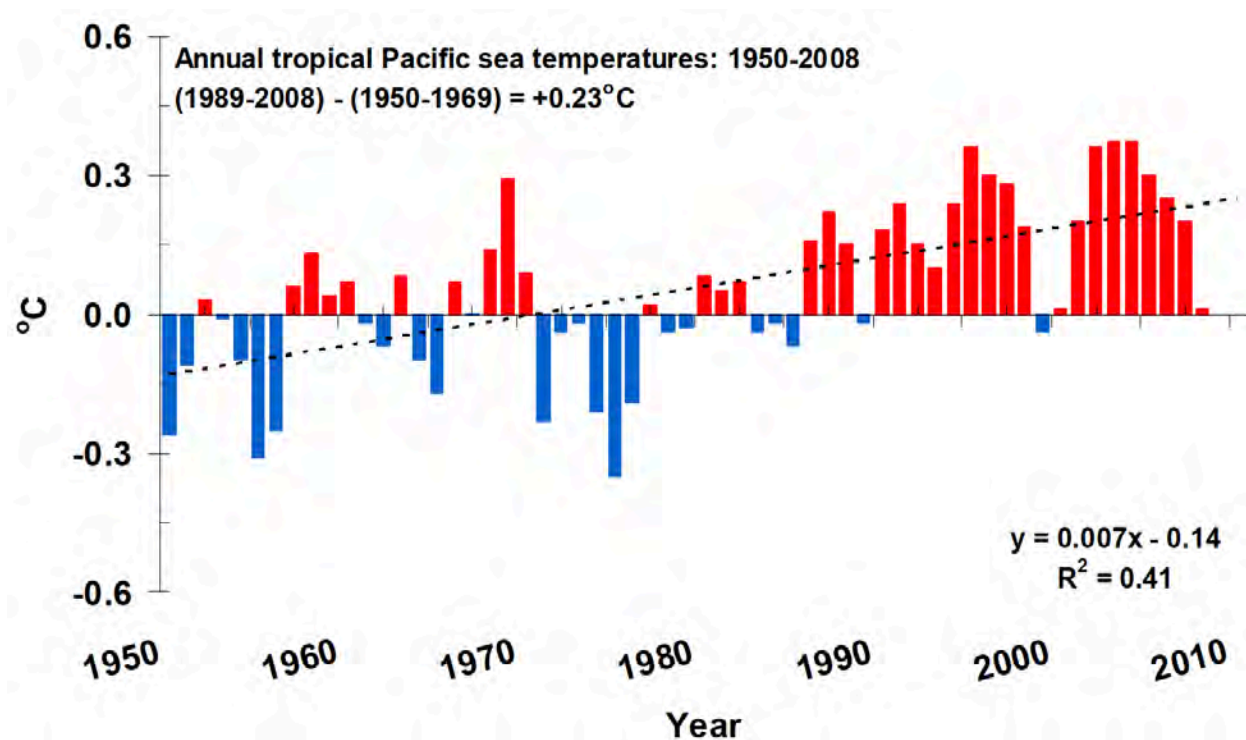 0.6
Annual tropical Pacific sea temperatures: 1950-2008
(1989-2008) - (1950-1969) = +0.23°C
0.3
0.0
°C
-0.3
y = 0.007x - 0.14
R² = 0.41
-0.6
1950 1960 1970 1980 1990 2000 2010
Year